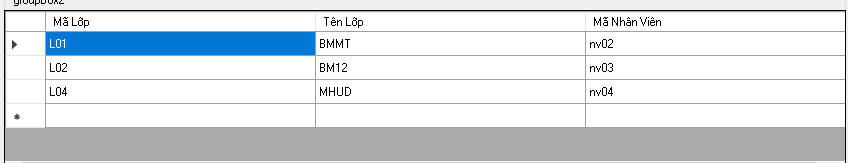 groupbox2
Mã Lớp Tên Lớp Mã Nhân Viên
L01 BMMT nv02
L02 BM12 nv03
L04 MHUD nv04